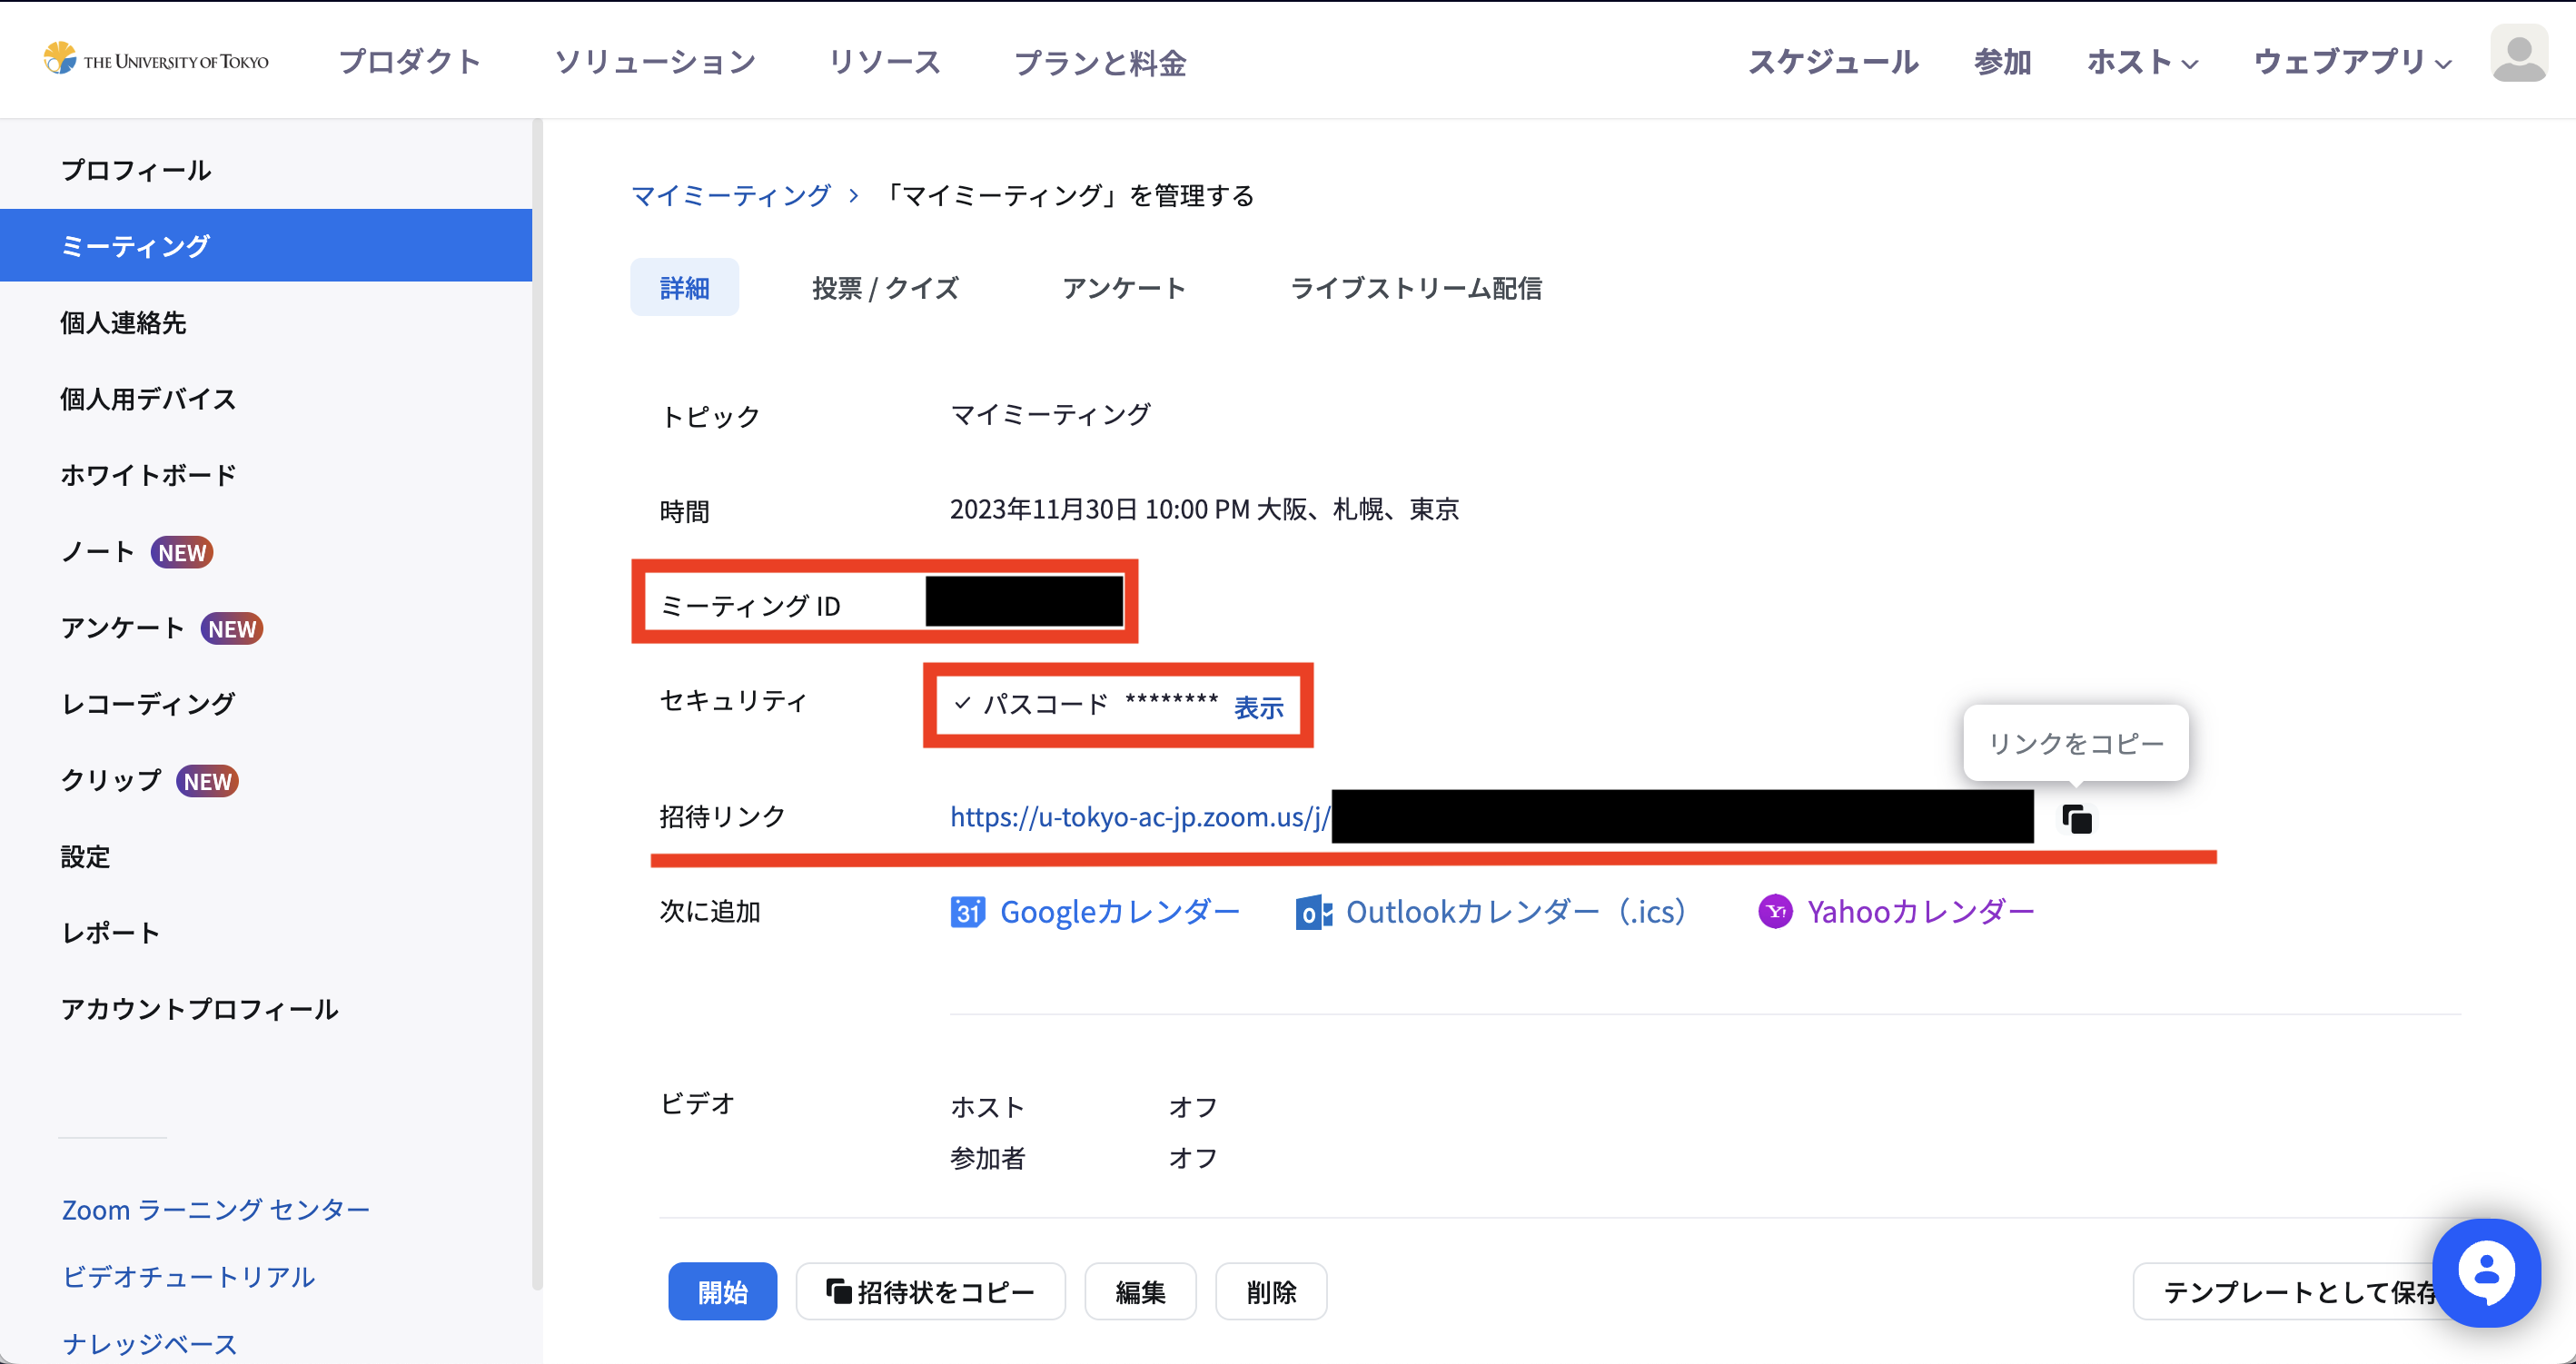 THE UNIVERSITY OF TOKYO プロダクト ソリューション リソース プランと料金 スケジュール 参加 ホスト ウェブアプリ
プロフィール
ミーティング
個人連絡先
個人用デバイス
ホワイトボード
ノート NEW
アンケート NEW
レコーディング
クリップ NEW
設定
レポート
アカウントプロフィール
Zoom ラーニング センター
ビデオチュートリアル
ナレッジベース
マイミーティング › 「マイミーティング」を管理する
詳細 投票 / クイズ アンケート ライブストリーム配信
トピック マイミーティング
時間 2023年11月30日 10:00 PM 大阪、札幌、東京
ミーティング ID
セキュリティ ✓ パスコード ******** 表示
リンクをコピー
招待リンク https://u-tokyo-ac-jp.zoom.us/j/
次に追加 31 Googleカレンダー Outlookカレンダー（.ics） Y! Yahooカレンダー
ビデオ ホスト オフ
参加者 オフ
開始 招待状をコピー 編集 削除 テンプレートとして保存